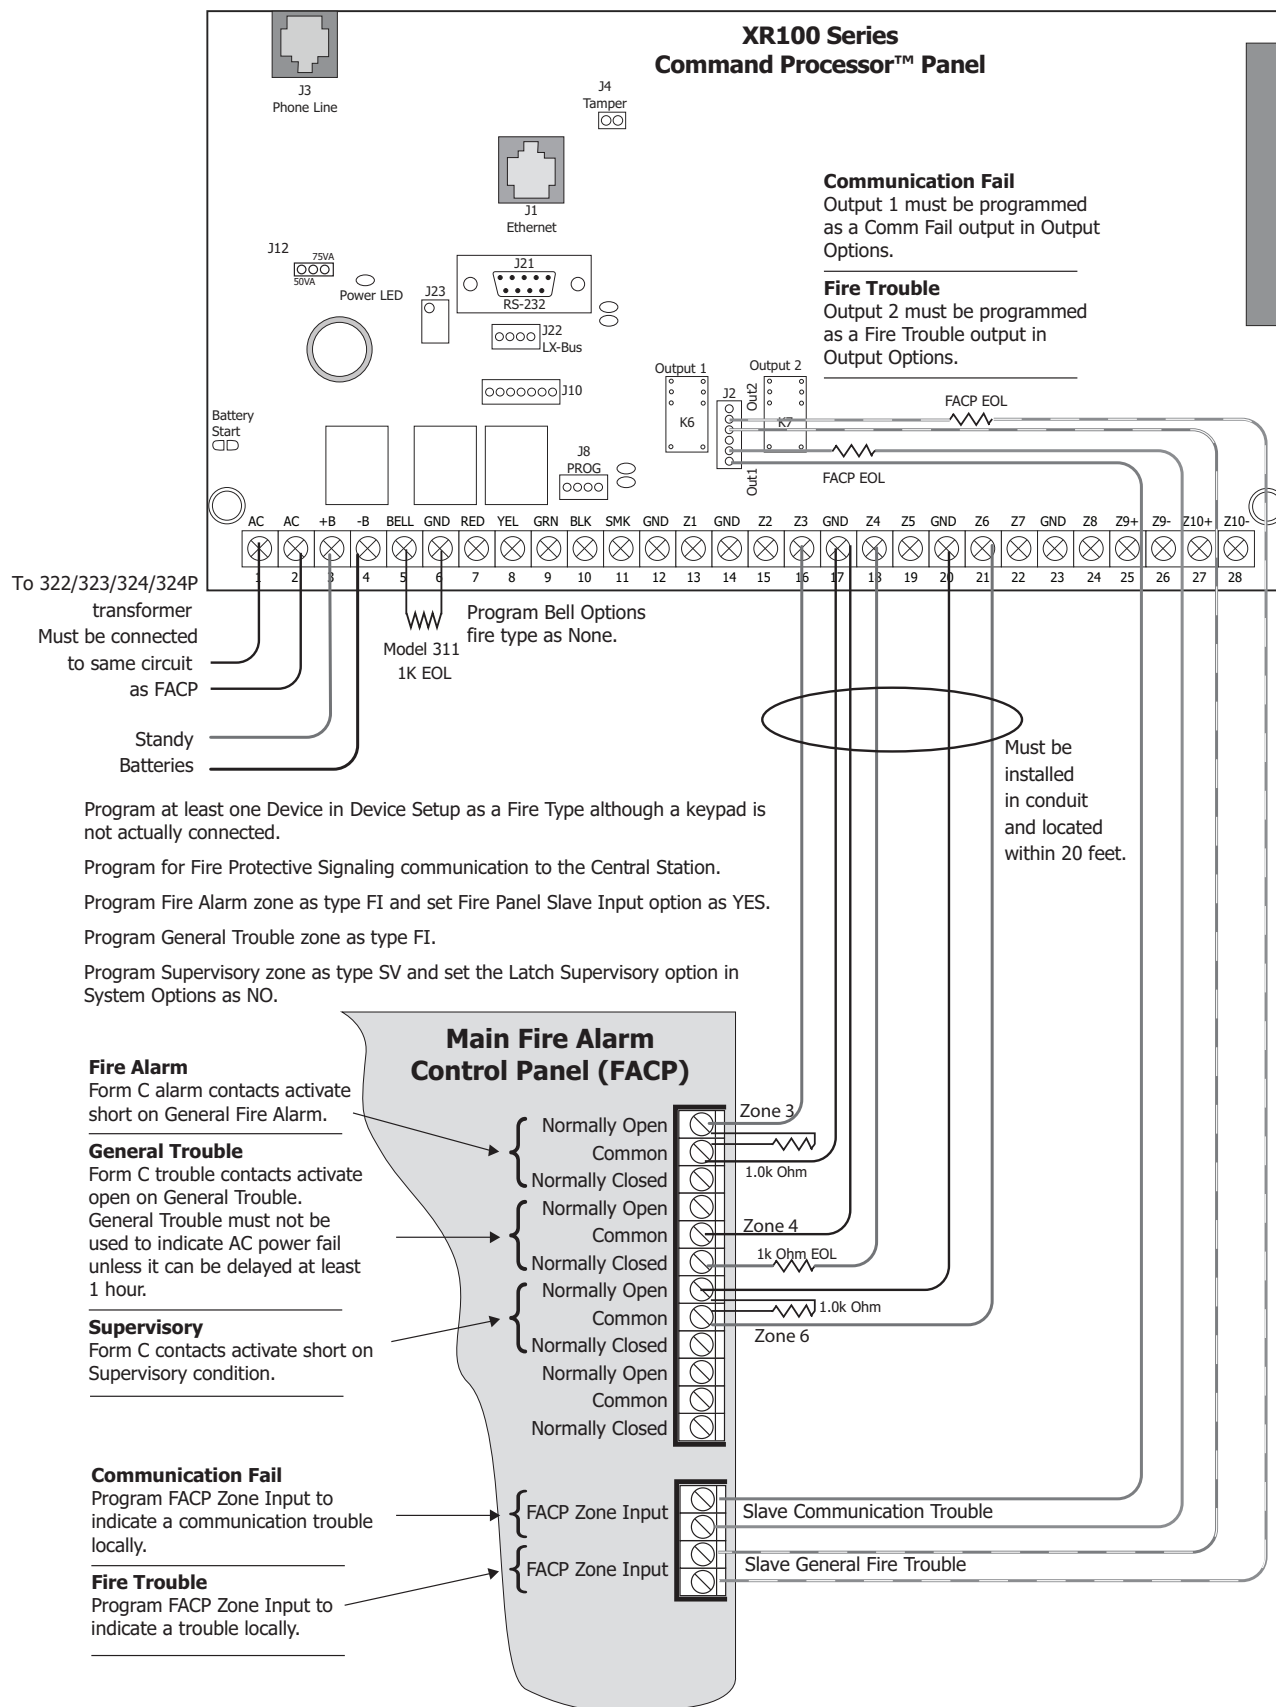 XR100 Series
Command Processor™ Panel
J3
Phone Line
J4
Tamper
J1
Ethernet
Communication Fail
Output 1 must be programmed
as a Comm Fail output in Output
Options.
Fire Trouble
Output 2 must be programmed
as a Fire Trouble output in
Output Options.
J12
75VA
50VA
Power LED
J23
J21
RS-232
J22
LX-Bus
J10
Output 1
Output 2
J2
Out2
K6
K7
Out1
FACP EOL
FACP EOL
Battery
Start
J8
PROG
AC AC +B -B BELL GND RED YEL GRN BLK SMK GND Z1 GND Z2 Z3 GND Z4 Z5 GND Z6 Z7 GND Z8 Z9+ Z9- Z10+ Z10-
1 2 3 4 5 6 7 8 9 10 11 12 13 14 15 16 17 18 19 20 21 22 23 24 25 26 27 28
To 322/323/324/324P
transformer
Must be connected
to same circuit
as FACP
Model 311
1K EOL
Program Bell Options
fire type as None.
Standy
Batteries
Must be
installed
in conduit
and located
within 20 feet.
Program at least one Device in Device Setup as a Fire Type although a keypad is
not actually connected.
Program for Fire Protective Signaling communication to the Central Station.
Program Fire Alarm zone as type FI and set Fire Panel Slave Input option as YES.
Program General Trouble zone as type FI.
Program Supervisory zone as type SV and set the Latch Supervisory option in
System Options as NO.
Main Fire Alarm
Control Panel (FACP)
Fire Alarm
Form C alarm contacts activate
short on General Fire Alarm.
General Trouble
Form C trouble contacts activate
open on General Trouble.
General Trouble must not be
used to indicate AC power fail
unless it can be delayed at least
1 hour.
Supervisory
Form C contacts activate short on
Supervisory condition.
Normally Open
Common
Normally Closed
Normally Open
Common
Normally Closed
Normally Open
Common
Normally Closed
Normally Open
Common
Normally Closed
Zone 3
1.0k Ohm
Zone 4
1k Ohm EOL
1.0k Ohm
Zone 6
Communication Fail
Program FACP Zone Input to
indicate a communication trouble
locally.
Fire Trouble
Program FACP Zone Input to
indicate a trouble locally.
FACP Zone Input
FACP Zone Input
Slave Communication Trouble
Slave General Fire Trouble